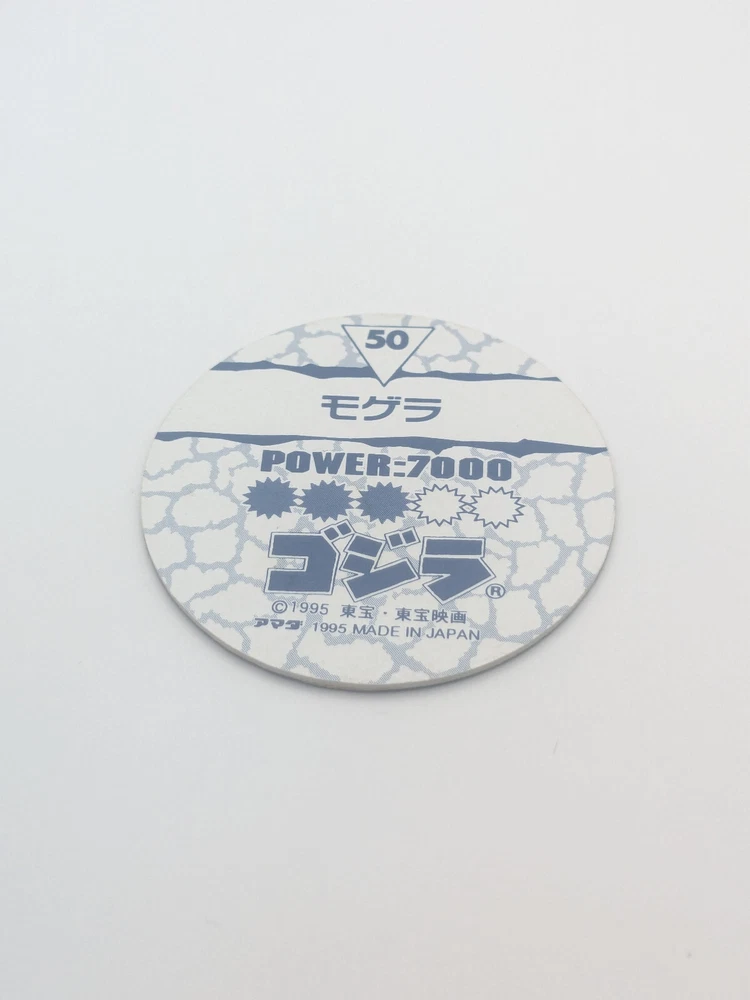 50
モゲラ
POWER:7000
ゴジラ®
©1995 東宝・東宝映画
アマダ 1995 MADE IN JAPAN